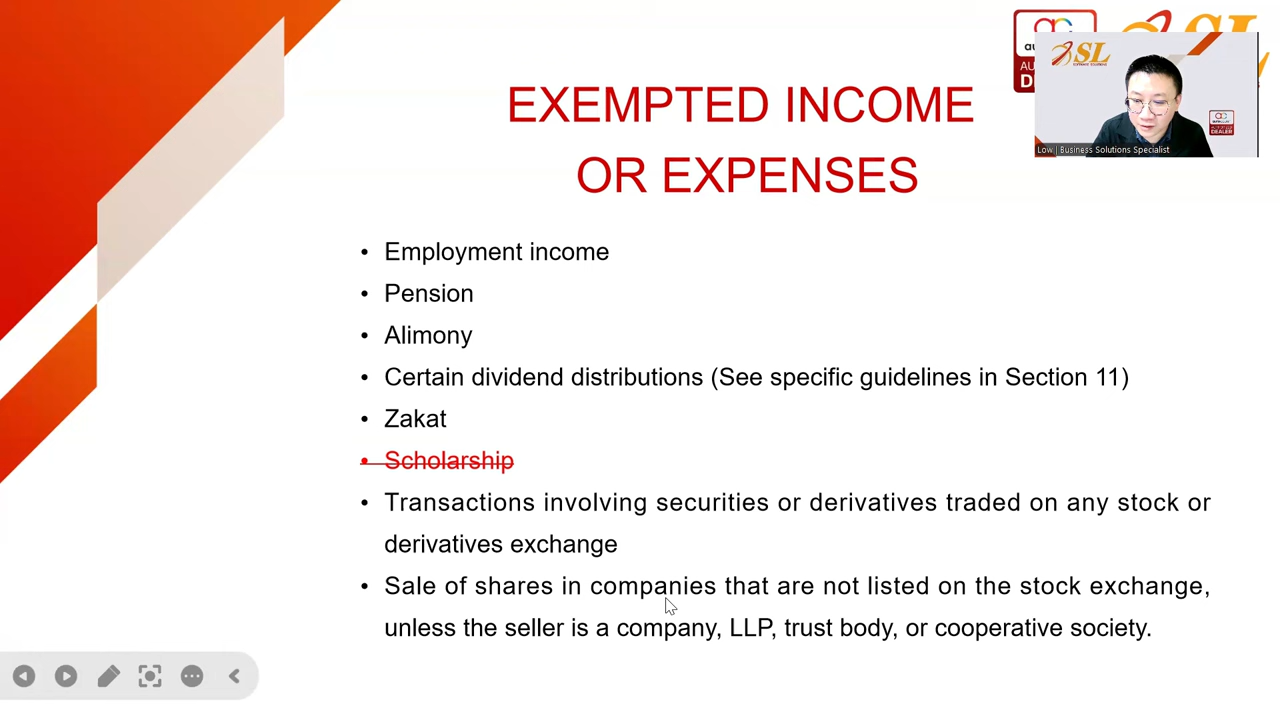 EXEMPTED INCOME
OR EXPENSES
SL
Low | Business Solutions Specialist
DEALER
• Employment income
• Pension
• Alimony
• Certain dividend distributions (See specific guidelines in Section 11)
• Zakat
• Scholarship
• Transactions involving securities or derivatives traded on any stock or
derivatives exchange
• Sale of shares in companies that are not listed on the stock exchange,
unless the seller is a company, LLP, trust body, or cooperative society.